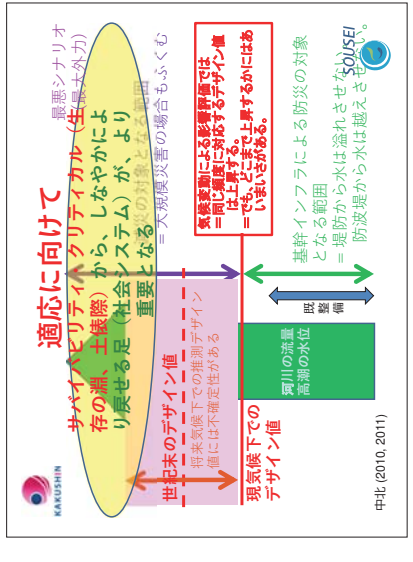 KAKUSHIN
適応に向けて
SOUSEI
最悪シナリオ
(最大外力)
サバイバビリティ クリティカル（生
存の淵、土俵際）から、しなやかによ
り戻せる足（社会システム）が、より
重要となる
の対象となる範囲
＝大規模災害の場合もふくむ
世紀末のデザイン値
将来気候下での推測デザイン
値には不確定性がある
気候変動による影響評価では
＝同じ頻度に対応するデザイン値
は上昇する。
＝でも、どこまで上昇するかにはあ
いまいさがある。
現気候下での
デザイン値
基幹インフラによる防災の対象
となる範囲
＝堤防から水は溢れさせない。
防波堤から水は越えさせない。
河川の流量
高潮の水位
既
整
備
中北 (2010, 2011)